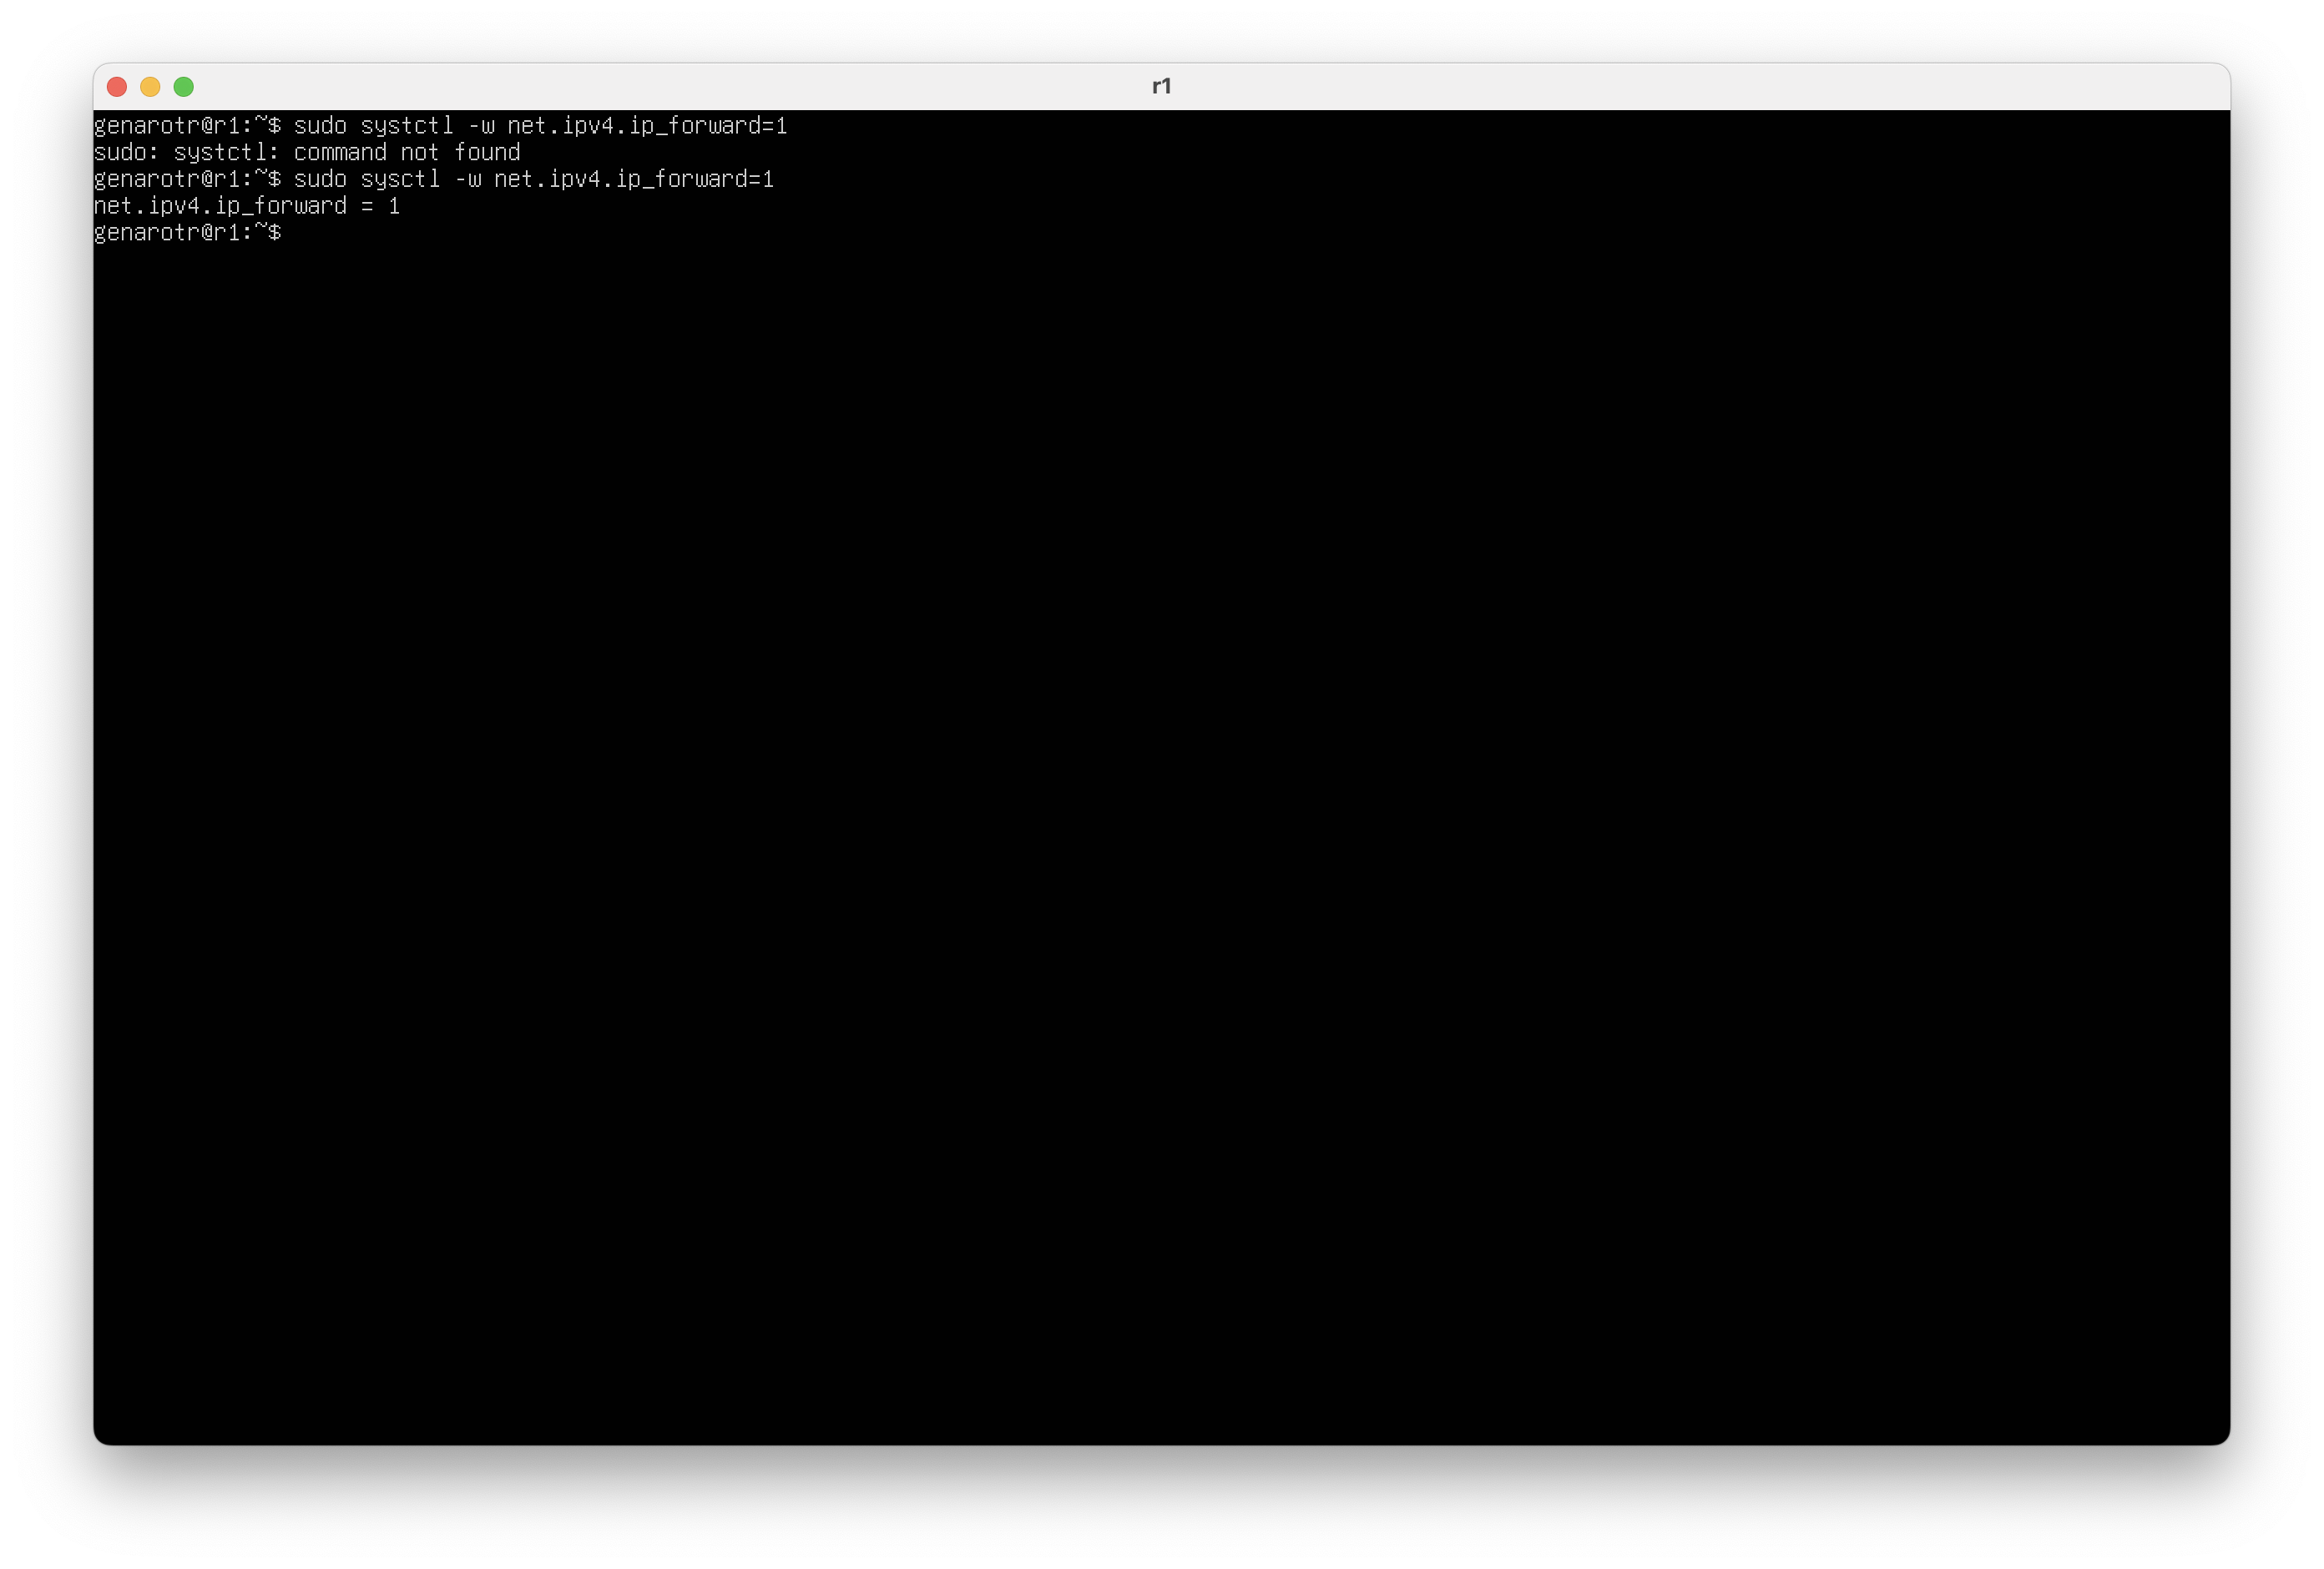 r1
genarotr@r1:~$ sudo systctl -w net.ipv4.ip_forward=1
sudo: systctl: command not found
genarotr@r1:~$ sudo sysctl -w net.ipv4.ip_forward=1
net.ipv4.ip_forward = 1
genarotr@r1:~$